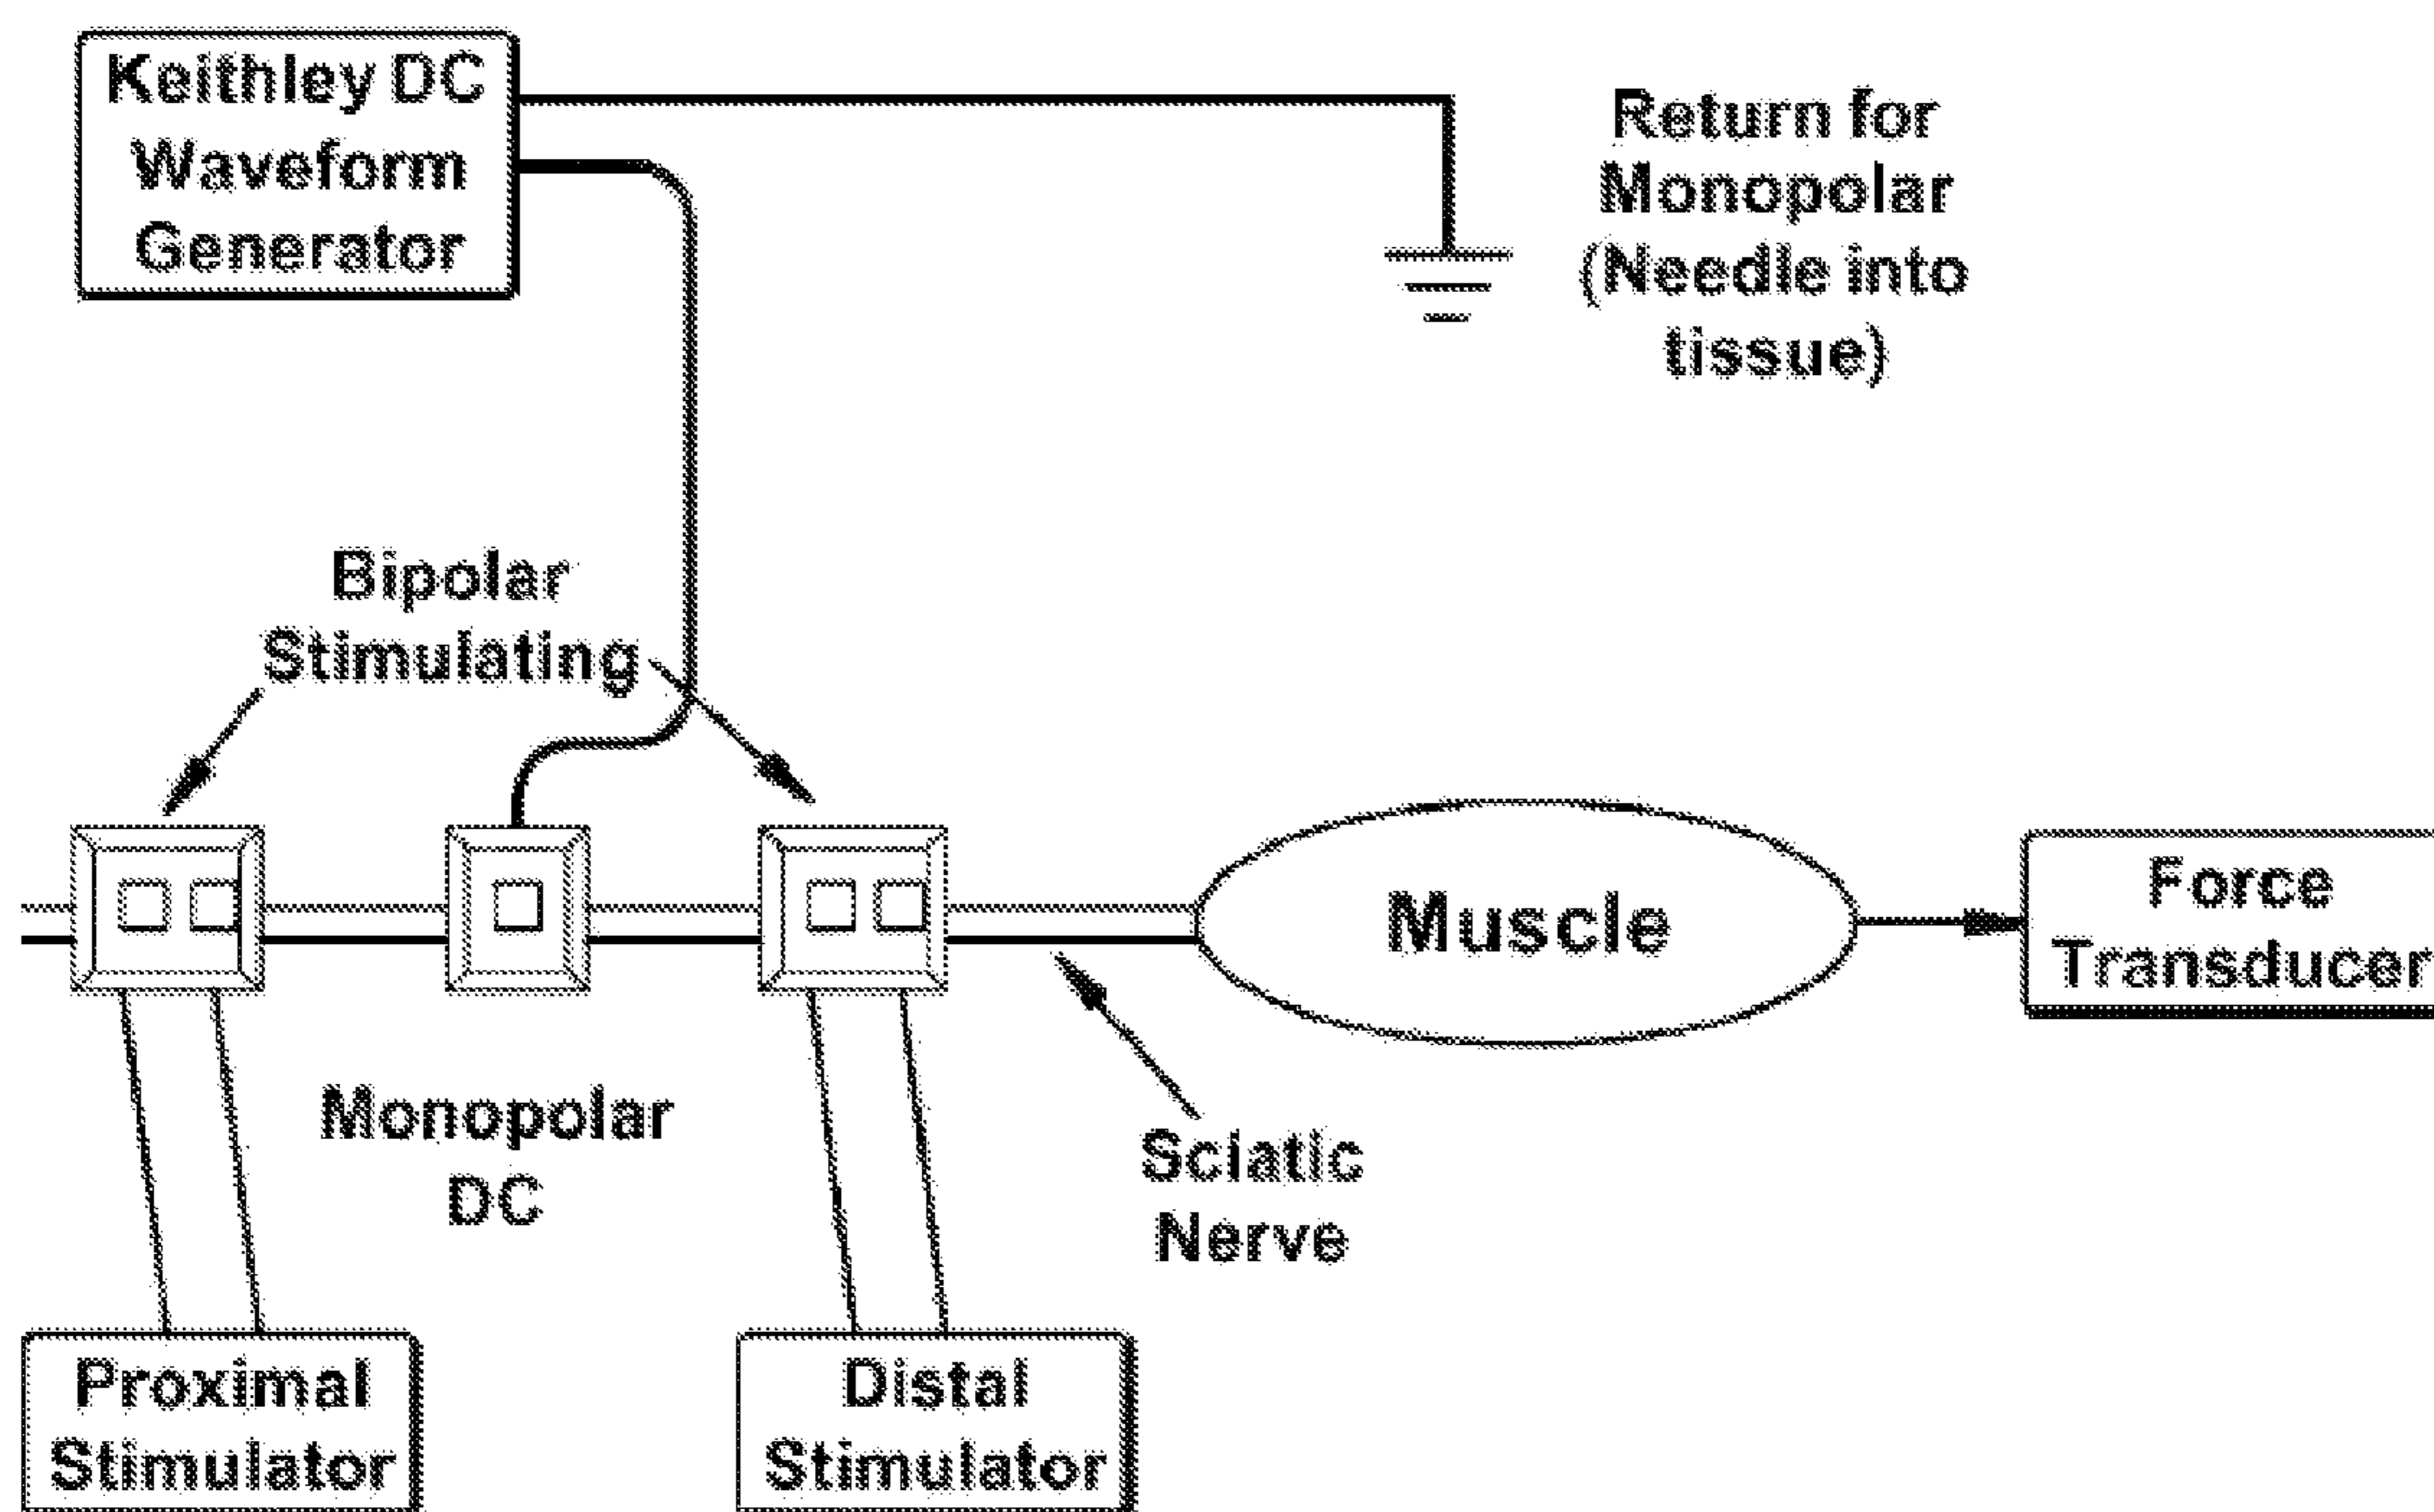 Keithley DC
Waveform
Generator
Return for
Monopolar
(Needle into
tissue)
Bipolar
Stimulating
Muscle
Force
Transducer
Monopolar
DC
Sciatic
Nerve
Proximal
Stimulator
Distal
Stimulator